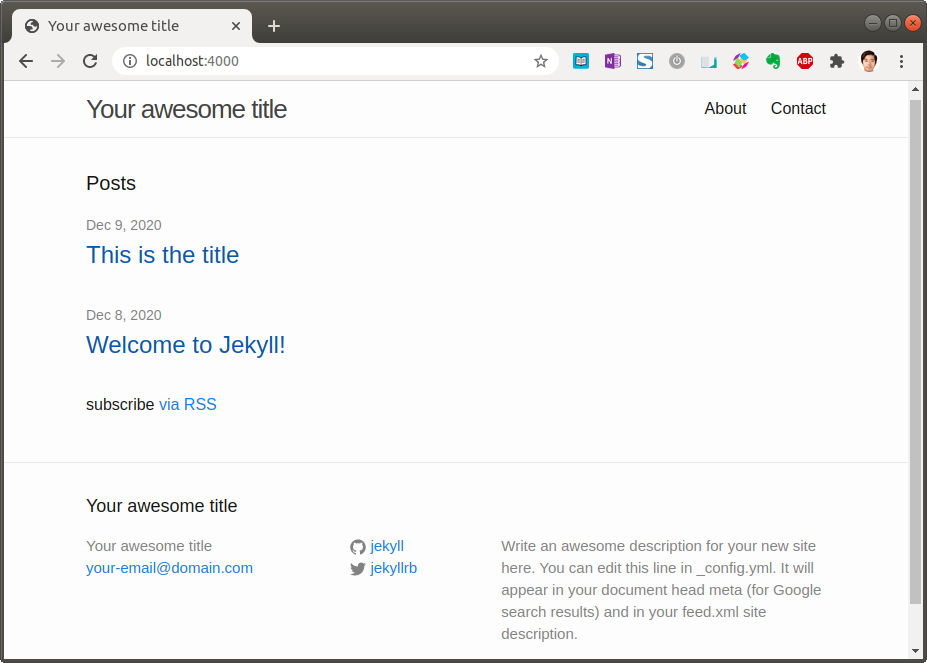 Your awesome title
localhost:4000
N
S
ABP
Your awesome title
About Contact
Posts
Dec 9, 2020
This is the title
Dec 8, 2020
Welcome to Jekyll!
subscribe via RSS
Your awesome title
Your awesome title
your-email@domain.com
jekyll
jekyllrb
Write an awesome description for your new site
here. You can edit this line in _config.yml. It will
appear in your document head meta (for Google
search results) and in your feed.xml site
description.